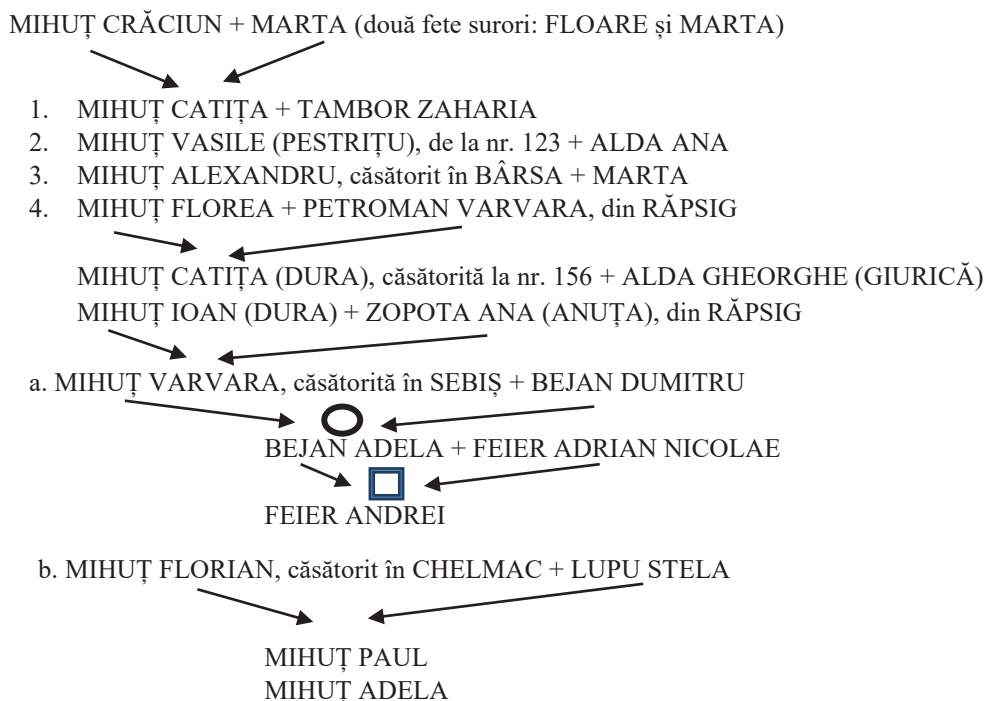 MIHUȚ CRĂCIUN + MARTA (două fete surori: FLOARE și MARTA)
1. MIHUȚ CATIȚA + TAMBOR ZAHARIA
2. MIHUȚ VASILE (PESTRIȚU), de la nr. 123 + ALDA ANA
3. MIHUȚ ALEXANDRU, căsătorit în BÂRSA + MARTA
4. MIHUȚ FLOREA + PETROMAN VARVARA, din RĂPSIG
MIHUȚ CATIȚA (DURA), căsătorită la nr. 156 + ALDA GHEORGHE (GIURICĂ)
MIHUȚ IOAN (DURA) + ZOPOTA ANA (ANUȚA), din RĂPSIG
a. MIHUȚ VARVARA, căsătorită în SEBIȘ + BEJAN DUMITRU
BEJAN ADELA + FEIER ADRIAN NICOLAE
FEIER ANDREI
b. MIHUȚ FLORIAN, căsătorit în CHELMAC + LUPU STELA
MIHUȚ PAUL
MIHUȚ ADELA